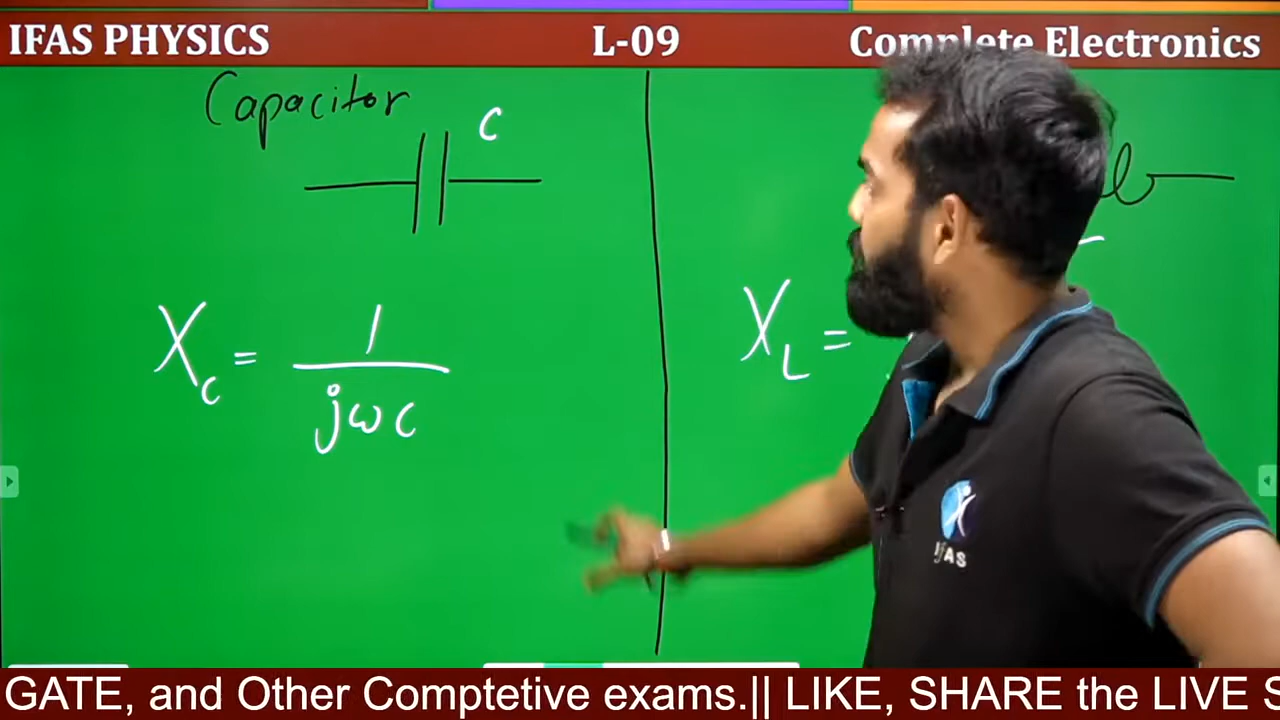 IFAS PHYSICS
L-09
Complete Electronics
Capacitor
C
X_C = 1/jωC
X_L =
IFAS
GATE, and Other Comptetive exams.|| LIKE, SHARE the LIVE S